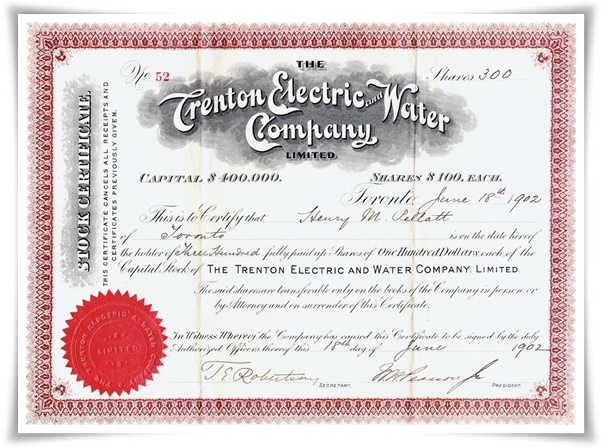 No 52
Shares 300
THE
Trenton Electric and Water
Company
LIMITED.
CAPITAL $400.000.
SHARES $100, EACH.
Toronto June 18th 1902
This is to Certify that Henry M. Pellatt
of Toronto is on the date hereof
the holder of Three Hundred fully paid up Shares of One Hundred Dollars each of the
Capital Stock of THE TRENTON ELECTRIC AND WATER COMPANY, LIMITED.
The said shares are transferable only on the books of the Company in person or
by Attorney and on surrender of this Certificate.
In Witness Whereof the Company has caused this Certificate to be signed by the duly
Authorized Officers thereof this 18th day of June 1902
T. E. Robertson
SECRETARY.
PRESIDENT.
STOCK CERTIFICATE.
THIS CERTIFICATE CANCELS ALL RECEIPTS AND
CERTIFICATES PREVIOUSLY GIVEN.
TRENTON ELECTRIC & WATER
LIMITED